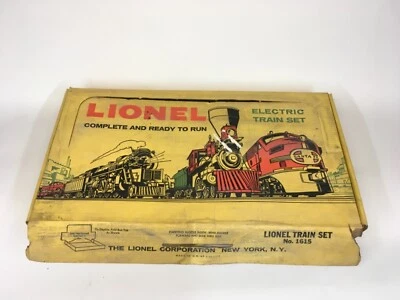 LIONEL
ELECTRIC
TRAIN SET
COMPLETE AND READY TO RUN
LIONEL TRAIN SET
No. 1615
THE LIONEL CORPORATION NEW YORK, N.Y.